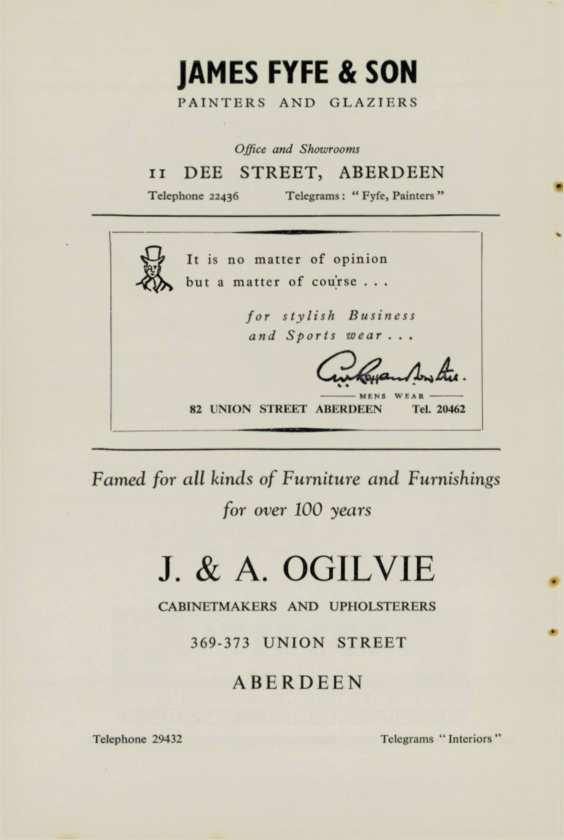 JAMES FYFE & SON
PAINTERS AND GLAZIERS
Office and Showrooms
11 DEE STREET, ABERDEEN
Telephone 22436 Telegrams: "Fyfe, Painters"
It is no matter of opinion
but a matter of course ...
for stylish Business
and Sports wear ...
MENS WEAR
82 UNION STREET ABERDEEN Tel. 20462
Famed for all kinds of Furniture and Furnishings
for over 100 years
J. & A. OGILVIE
CABINETMAKERS AND UPHOLSTERERS
369-373 UNION STREET
ABERDEEN
Telephone 29432 Telegrams "Interiors"